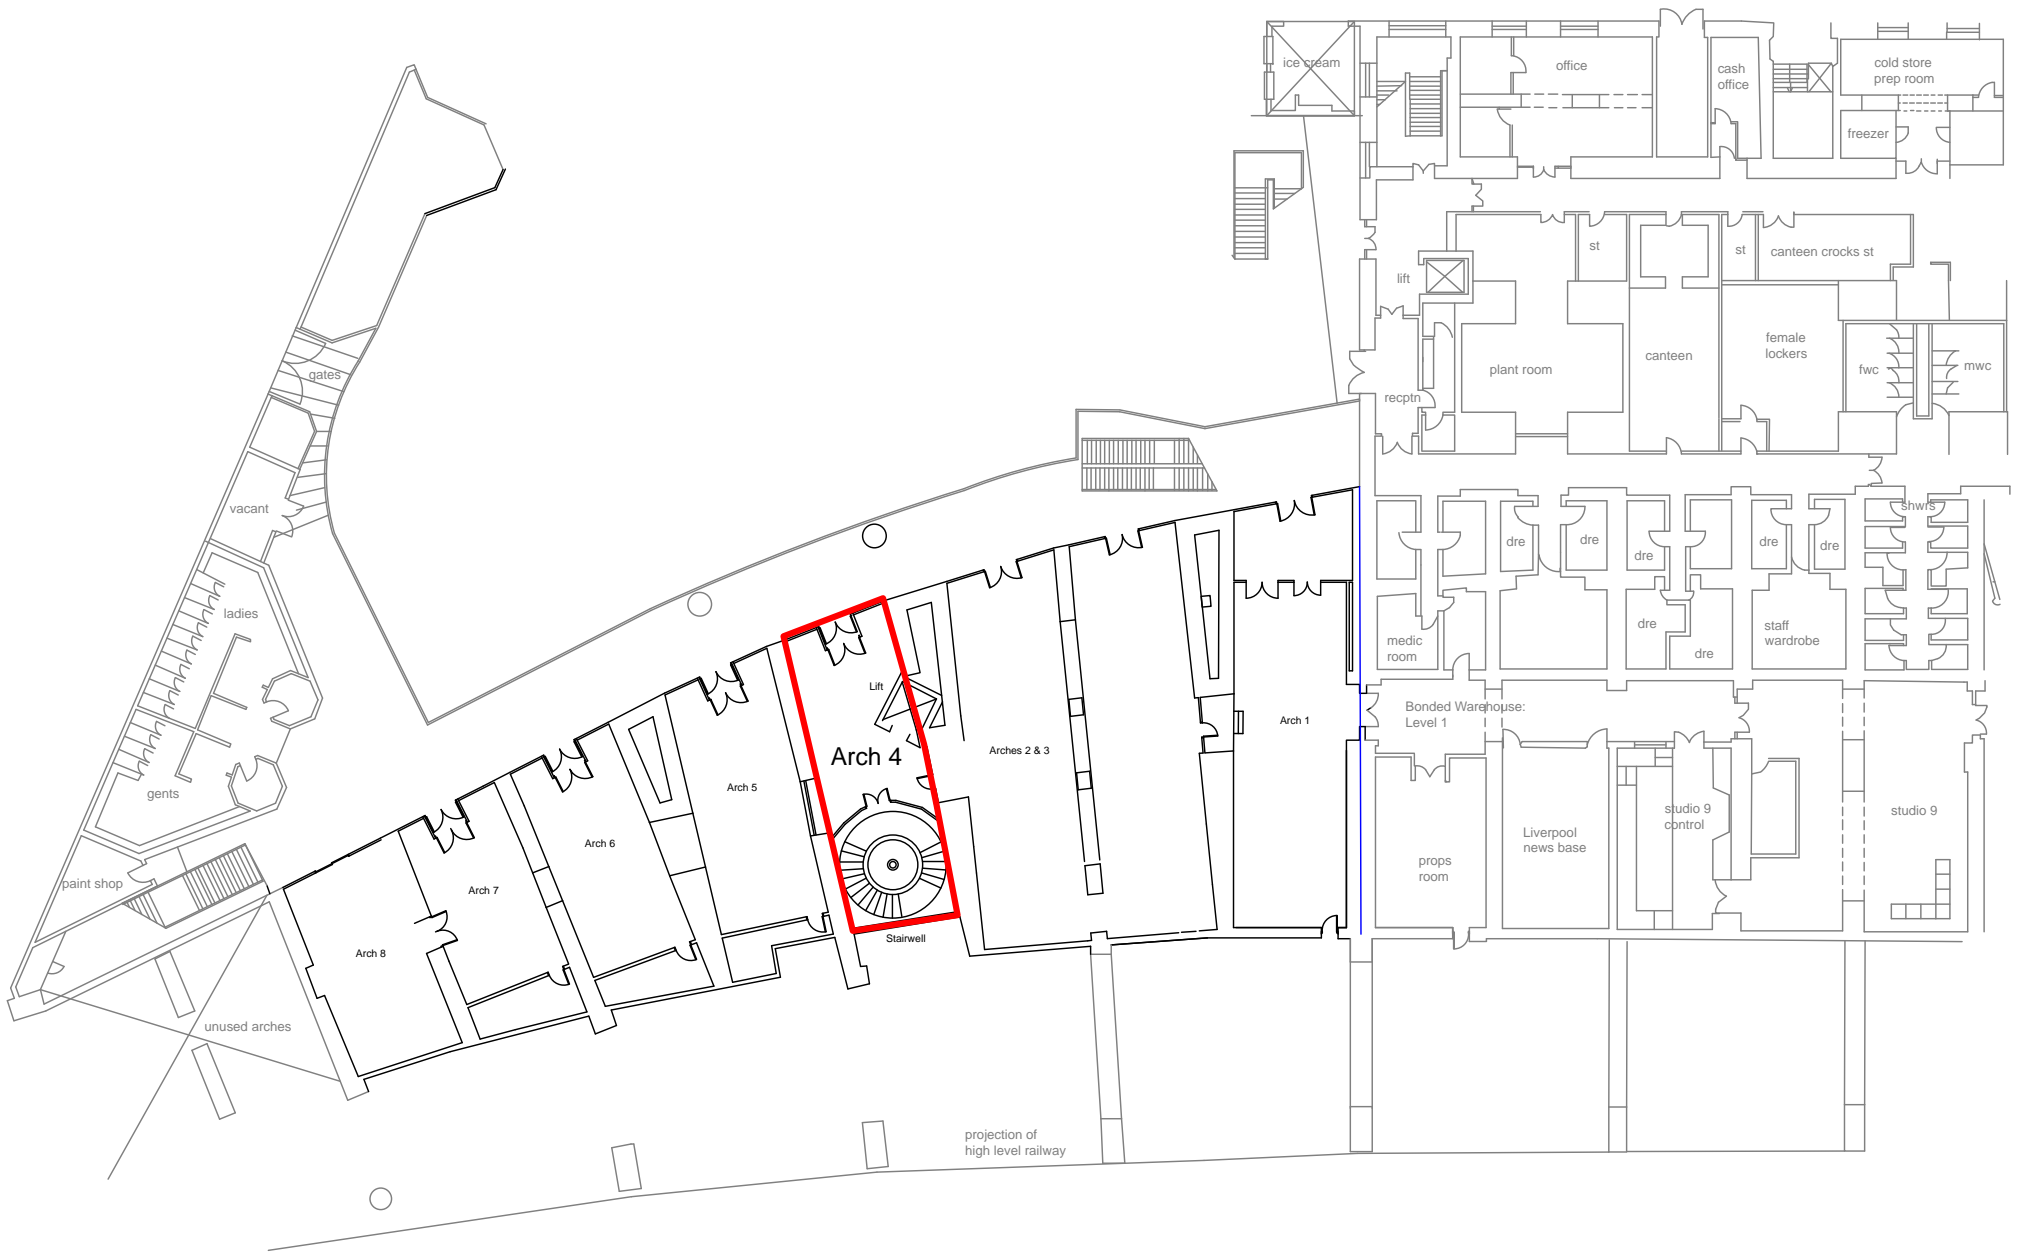 ice cream
office
cash
office
cold store
prep room
freezer
st
st
canteen crocks st
lift
gates
female
lockers
canteen
plant room
fwc
mwc
recptn
vacant
shwrs
dre
dre
dre
dre
dre
ladies
dre
staff
wardrobe
medic
room
dre
Lift
Bonded Warehouse:
Level 1
Arch 1
Arches 2 & 3
Arch 4
Arch 5
gents
studio 9
control
studio 9
Liverpool
news base
Arch 6
props
room
paint shop
Arch 7
Stairwell
Arch 8
unused arches
projection of
high level railway